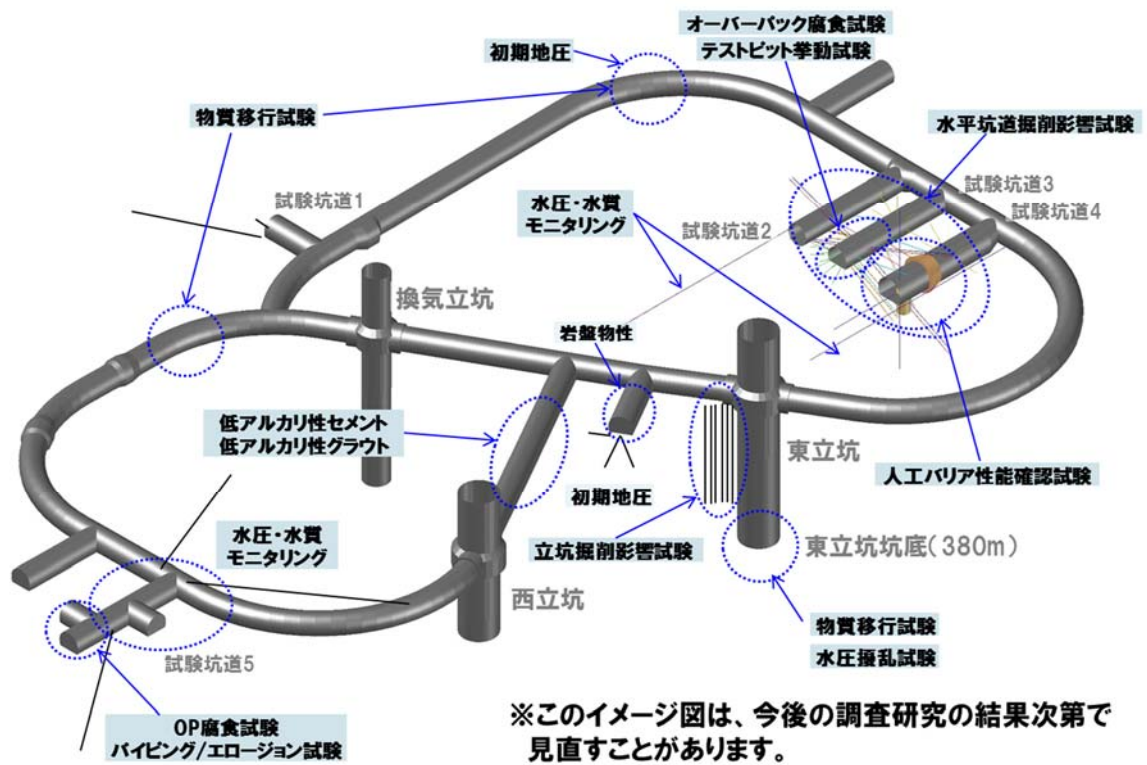 オーバーパック腐食試験
テストピット挙動試験
初期地圧
物質移行試験
水平坑道掘削影響試験
試験坑道1
試験坑道3
水圧・水質
モニタリング
試験坑道2
試験坑道4
換気立坑
岩盤物性
低アルカリ性セメント
低アルカリ性グラウト
東立坑
人工バリア性能確認試験
初期地圧
水圧・水質
モニタリング
立坑掘削影響試験
東立坑坑底(380m)
西立坑
物質移行試験
水圧擾乱試験
試験坑道5
OP腐食試験
パイピング/エロージョン試験
※このイメージ図は、今後の調査研究の結果次第で
見直すことがあります。